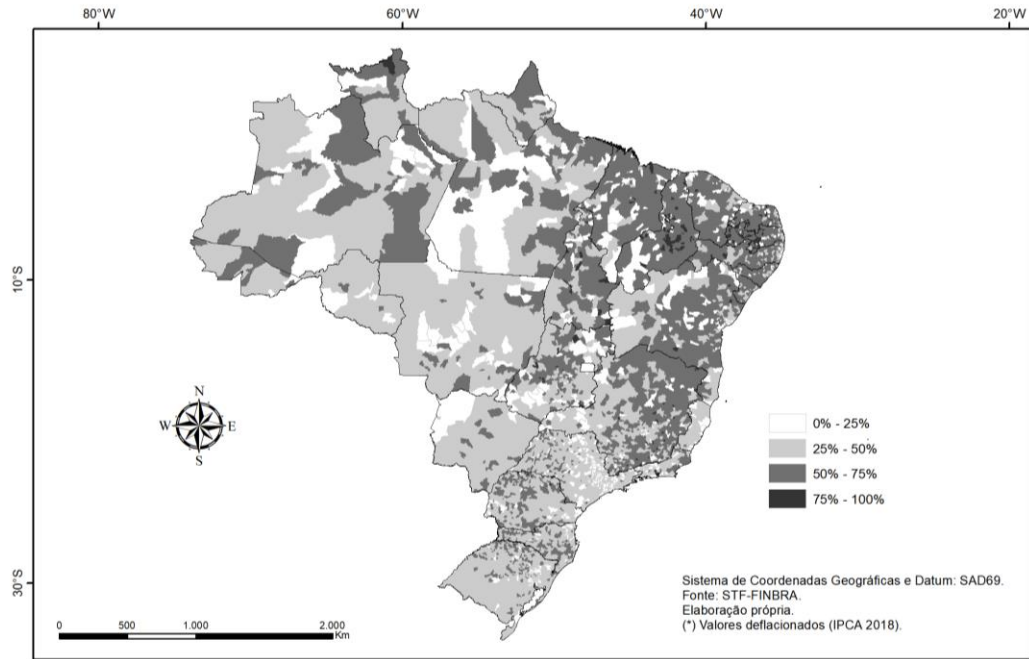 80°W 60°W 40°W 20°W
10°S
N
W E
S
0% - 25%
25% - 50%
50% - 75%
75% - 100%
30°S
Sistema de Coordenadas Geográficas e Datum: SAD69.
Fonte: STF-FINBRA.
Elaboração própria.
(*) Valores deflacionados (IPCA 2018).
0 500 1.000 2.000
Km